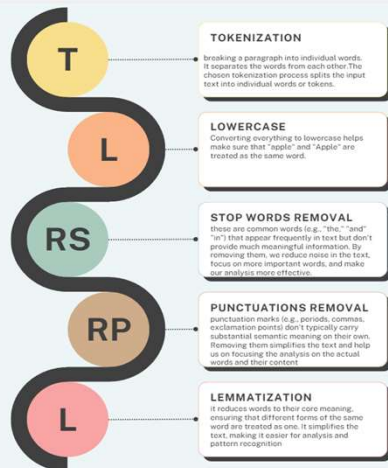 T
TOKENIZATION
breaking a paragraph into individual words.
It separates the words from each other.The
chosen tokenization process splits the input
text into individual words or tokens.
L
LOWERCASE
Converting everything to lowercase helps
make sure that "apple" and "Apple" are
treated as the same word.
RS
STOP WORDS REMOVAL
these are common words (e.g., "the," "and"
"in") that appear frequently in text but don't
provide much meaningful information. By
removing them, we reduce noise in the text,
focus on more important words, and make
our analysis more effective.
RP
PUNCTUATIONS REMOVAL
punctuation marks (e.g., periods, commas,
exclamation points) don't typically carry
substantial semantic meaning on their own.
Removing them simplifies the text and help
us on focusing the analysis on the actual
words and their content
L
LEMMATIZATION
it reduces words to their core meaning,
ensuring that different forms of the same
word are treated as one. It simplifies the
text, making it easier for analysis and
pattern recognition